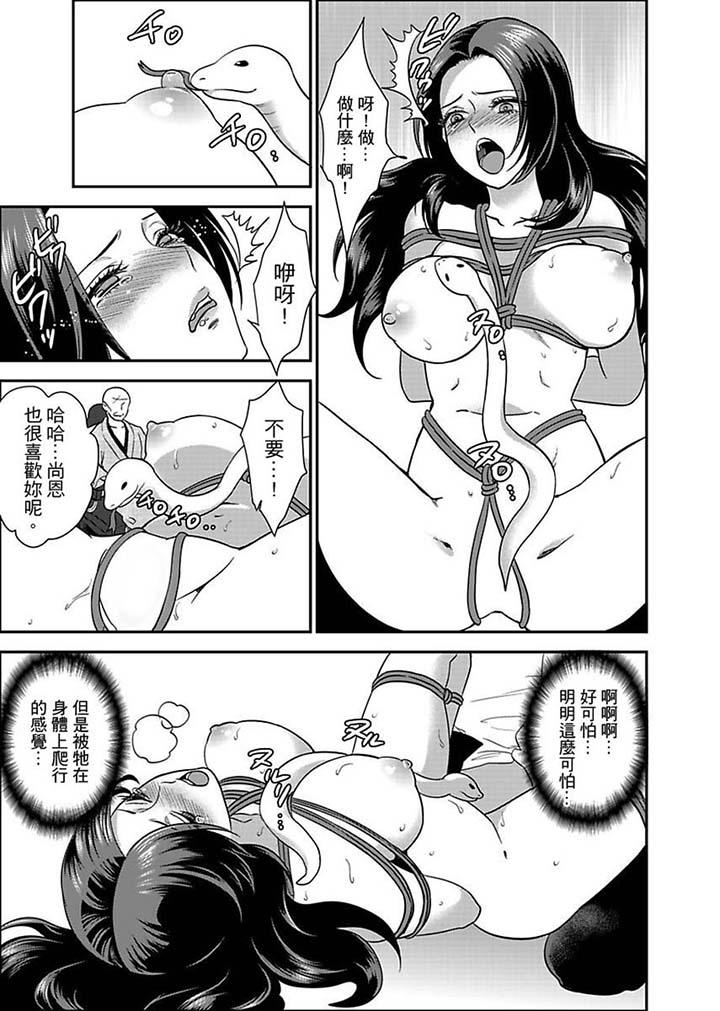 呀！做…
做什麼…啊！
ビクッ
チロ
チロ
ヌロ
ヌロ
咿呀！
ビク
ビクッ
不要…！
哈哈…尚恩
也很喜歡妳呢。
啊啊啊…
好可怕…
明明這麼可怕…
ヌル
ヌル
但是被牠在
身體上爬行
的感覺…